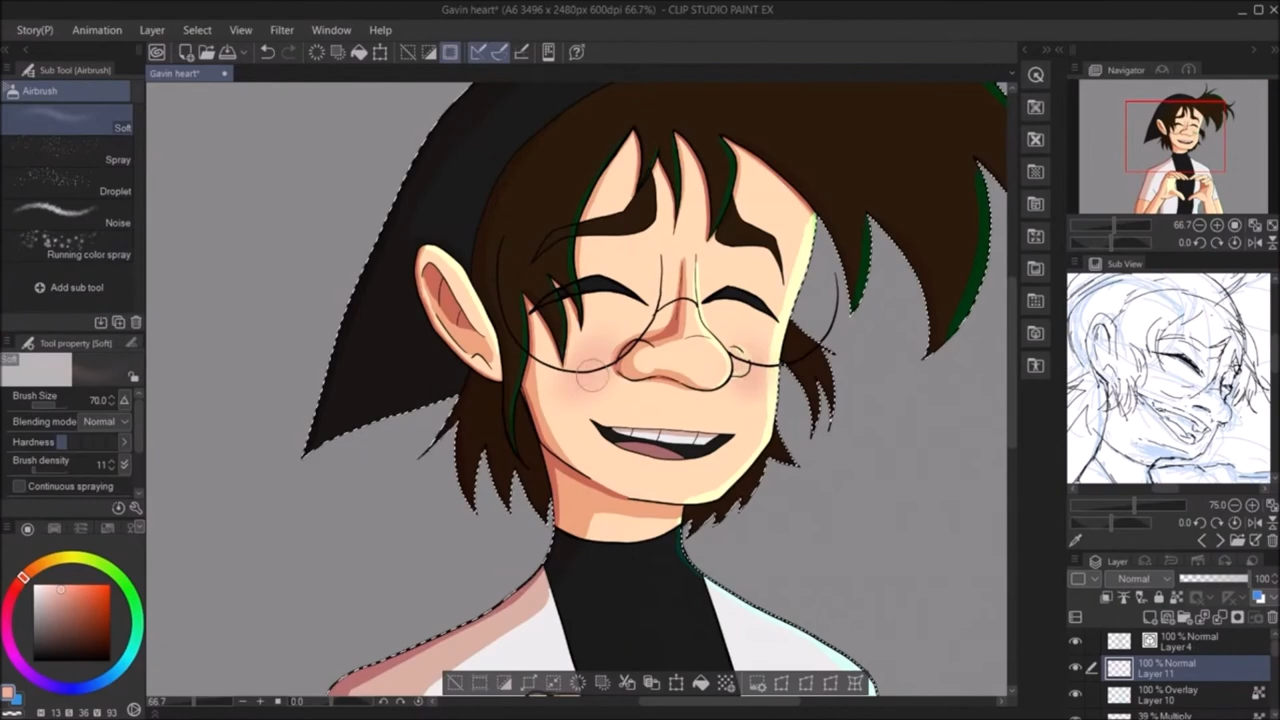 Gavin heart* (A6 3496 x 2480px 600dpi 66.7%) - CLIP STUDIO PAINT EX
Story(P) Animation Layer Select View Filter Window Help
Sub Tool [Airbrush]
Gavin heart*
Navigator
Airbrush
Soft
Spray
Droplet
Noise
Running color spray
Add sub tool
66.7
0.0
Sub View
Tool property [Soft]
Soft
Brush Size 70.0
Blending mode Normal
Hardness
Brush density 11
Continuous spraying
75.0
0.0
Layer
Normal 100
100 % Normal
Layer 4
100 % Normal
Layer 11
100 % Overlay
Layer 10
39 % Multiply
66.7 0.0
H 13 S 36 V 93